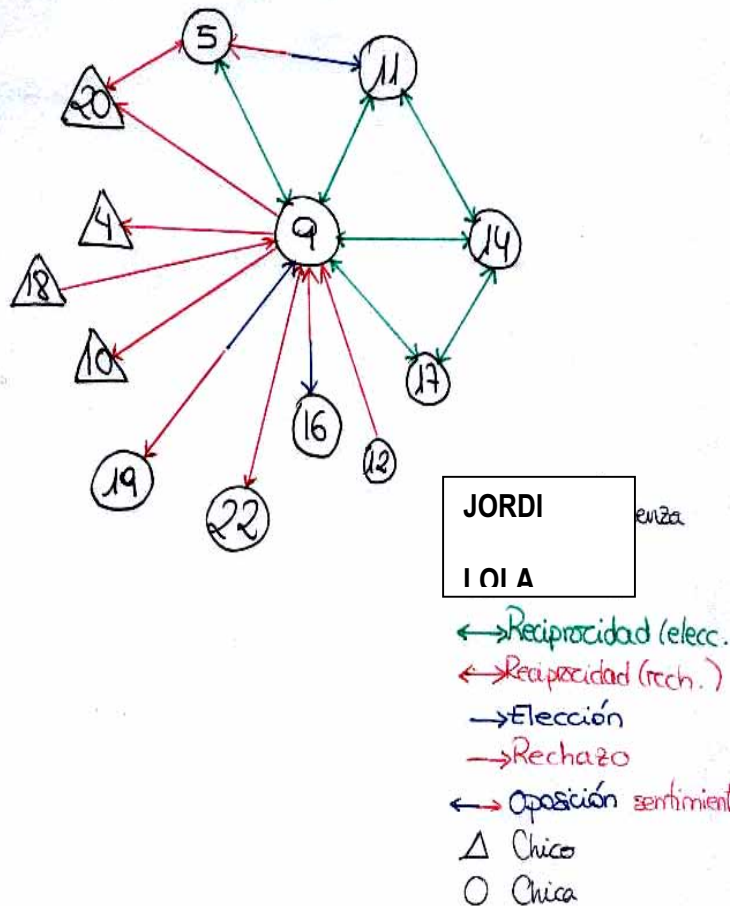 5
11
20
4
9
14
18
10
17
16
12
19
22
JORDI
enza
LOLA
Reciprocidad (elecc.
Reciprocidad (rech.)
Elección
Rechazo
Oposición sentimient
Chico
Chica